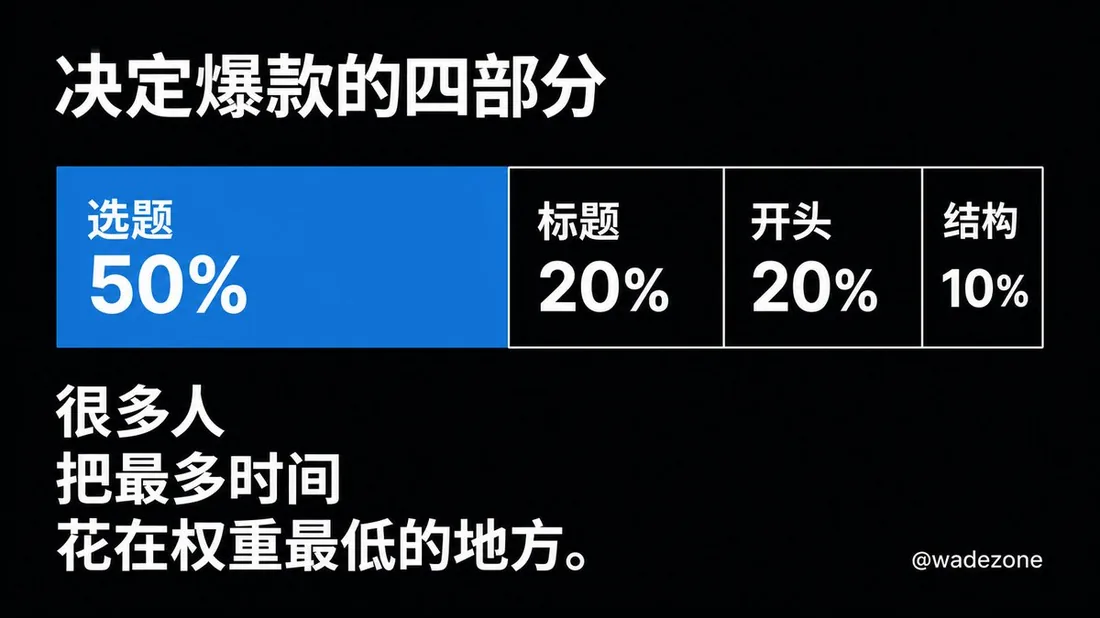 决定爆款的四部分
选题
50%
标题
20%
开头
20%
结构
10%
很多人
把最多时间
花在权重最低的地方。
@wadezone